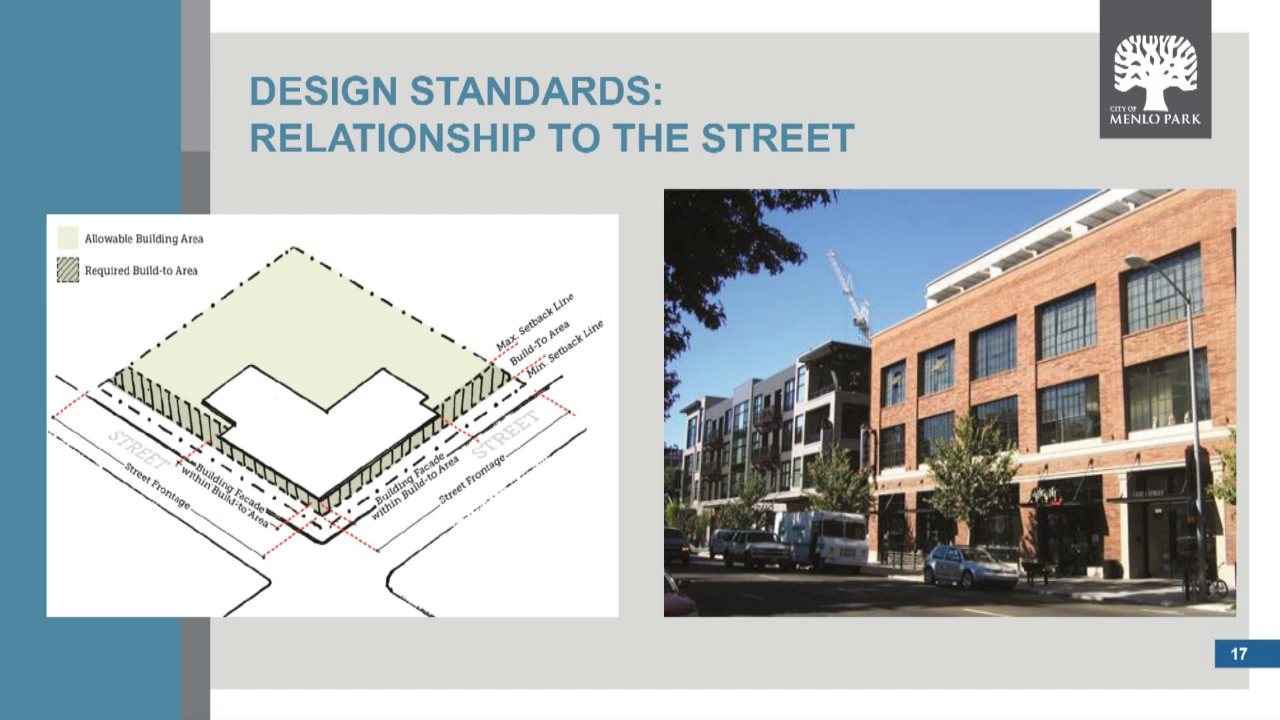 DESIGN STANDARDS:
RELATIONSHIP TO THE STREET
CITY OF
MENLO PARK
Allowable Building Area
Required Build-to Area
Max. Setback Line
Build-To Area
Min. Setback Line
STREET
Street Frontage
Building Facade
within Build-to Area
Building Facade
within Build-to Area
STREET
Street Frontage
17